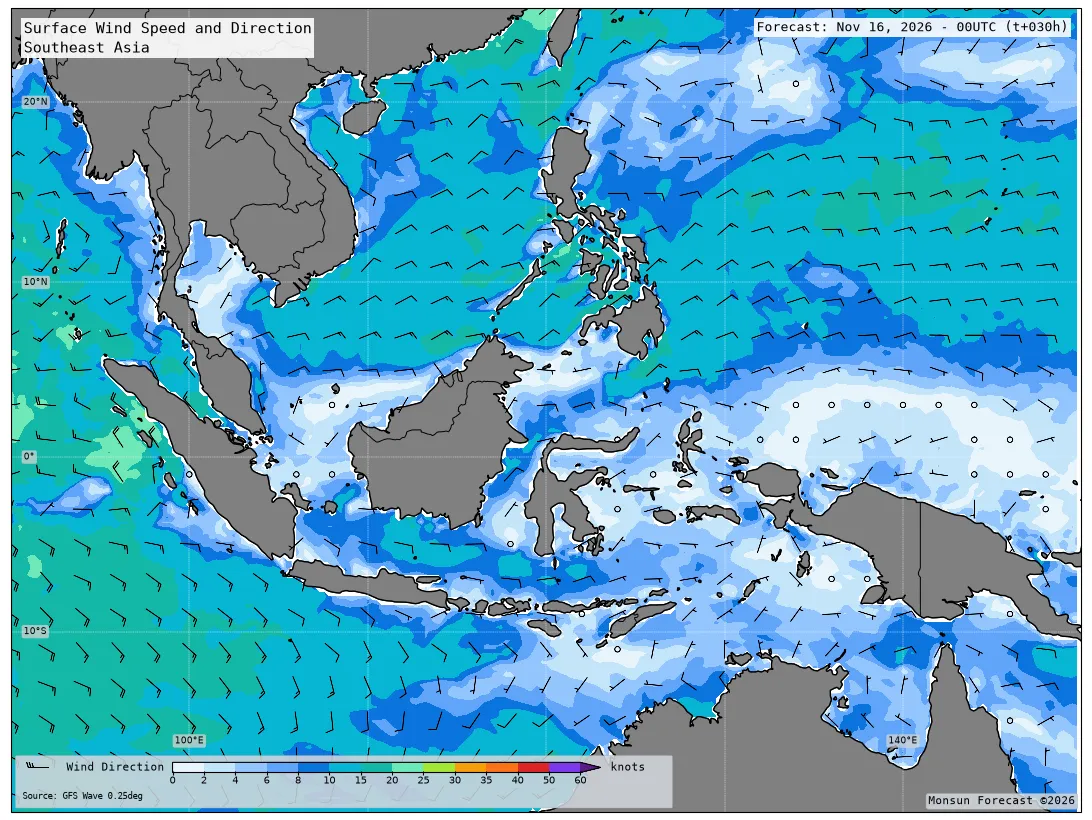 Surface Wind Speed and Direction
Southeast Asia
Forecast: Nov 16, 2026 - 00UTC (t+030h)
20°N
10°N
0°
10°S
100°E
140°E
Wind Direction
knots
0 2 4 6 8 10 15 20 25 30 35 40 50 60
Source: GFS Wave 0.25deg
Monsun Forecast ©2026